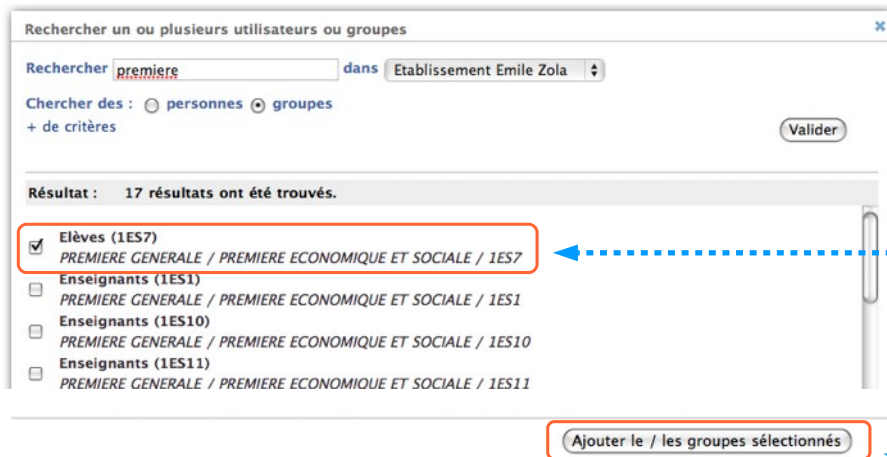 Rechercher un ou plusieurs utilisateurs ou groupes
Rechercher premiere dans Etablissement Emile Zola
Chercher des : personnes groupes
+ de critères
Valider
Résultat : 17 résultats ont été trouvés.
Elèves (1ES7)
PREMIERE GENERALE / PREMIERE ECONOMIQUE ET SOCIALE / 1ES7
Enseignants (1ES1)
PREMIERE GENERALE / PREMIERE ECONOMIQUE ET SOCIALE / 1ES1
Enseignants (1ES10)
PREMIERE GENERALE / PREMIERE ECONOMIQUE ET SOCIALE / 1ES10
Enseignants (1ES11)
PREMIERE GENERALE / PREMIERE ECONOMIQUE ET SOCIALE / 1ES11
Ajouter le / les groupes sélectionnés